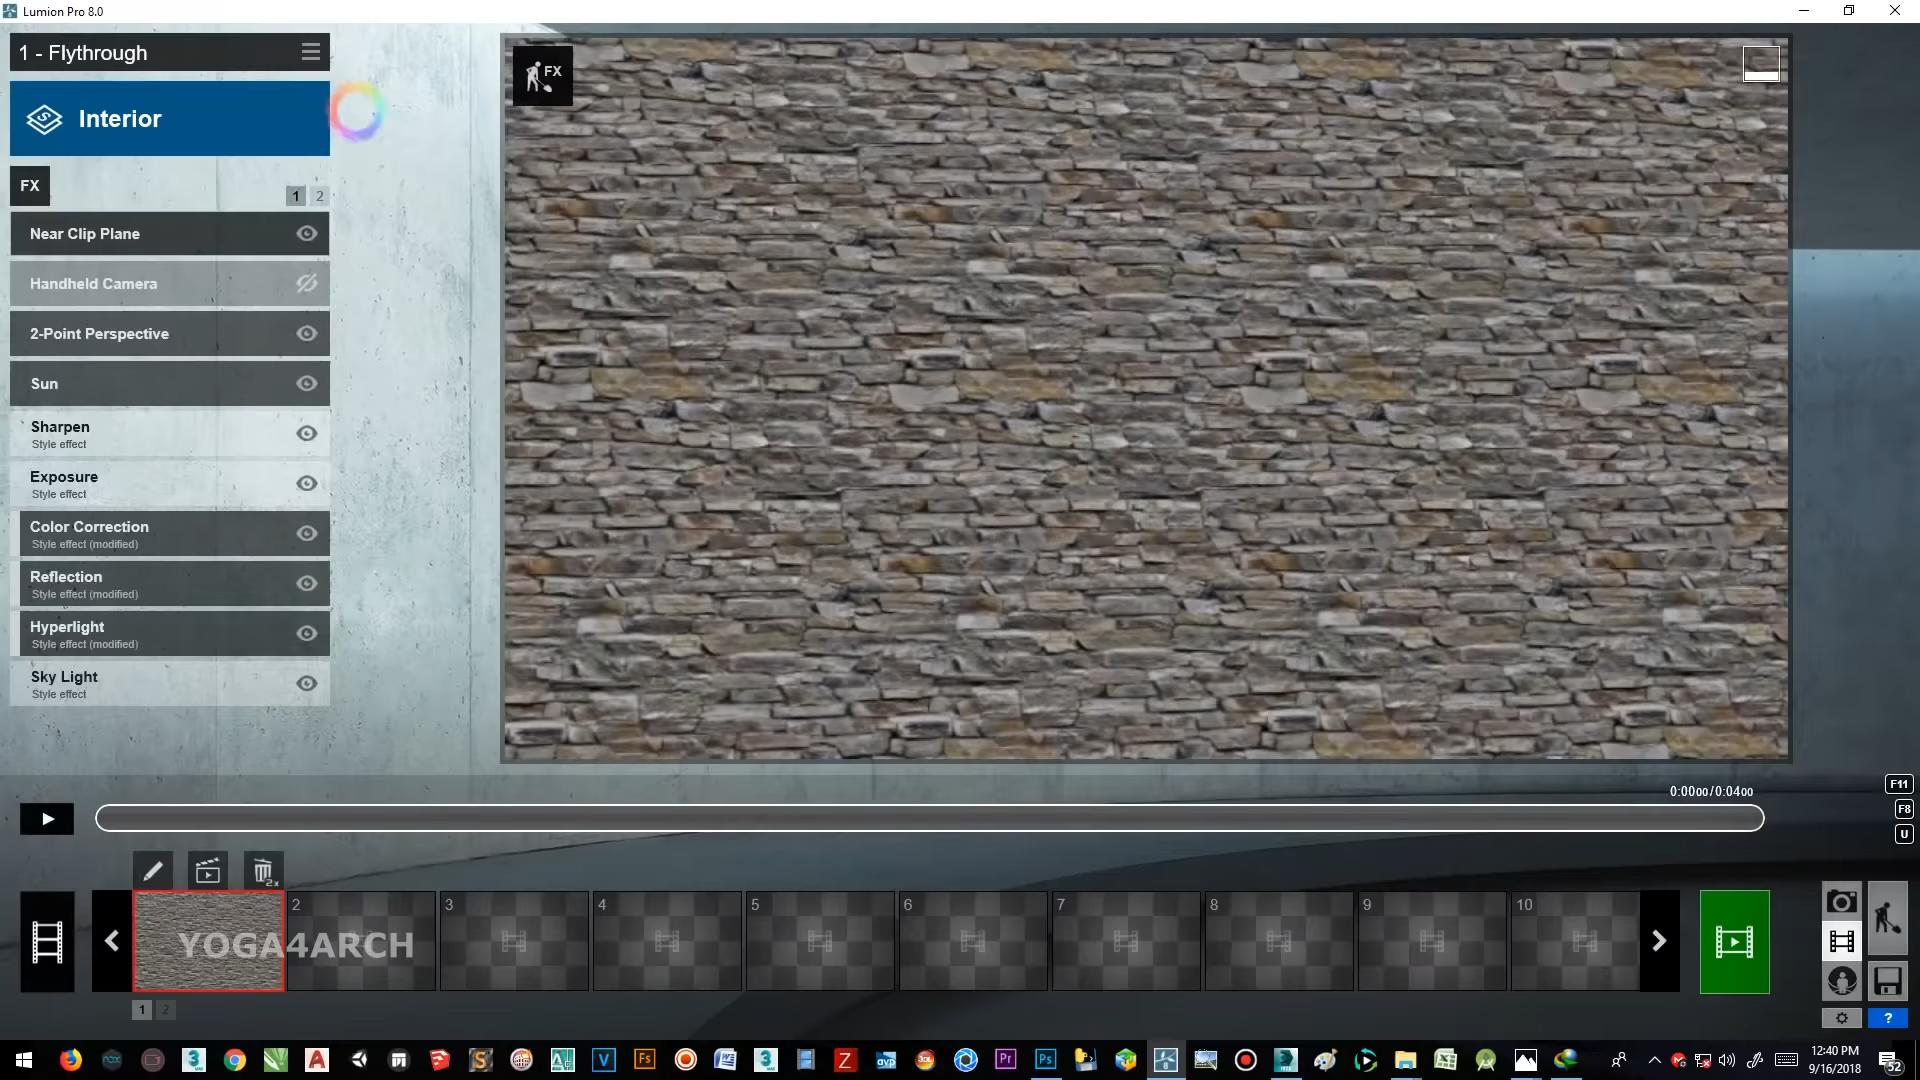 Lumion Pro 8.0
1 - Flythrough
Interior
FX
1 2
Near Clip Plane
Handheld Camera
2-Point Perspective
Sun
Sharpen
Style effect
Exposure
Style effect
Color Correction
Style effect (modified)
Reflection
Style effect (modified)
Hyperlight
Style effect (modified)
Sky Light
Style effect
FX
0:0000/0:0400
F11
F8
U
2x
2 3 4 5 6 7 8 9 10
YOGA4ARCH
1 2
?
12:40 PM
9/16/2018
52